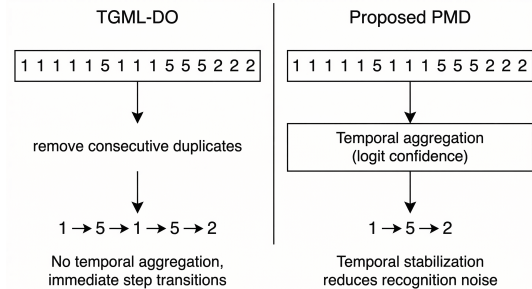 TGML-DO
1 1 1 1 1 5 1 1 1 5 5 5 2 2 2
remove consecutive duplicates
1 → 5 → 1 → 5 → 2
No temporal aggregation,
immediate step transitions
Proposed PMD
1 1 1 1 1 5 1 1 1 5 5 5 2 2 2
Temporal aggregation
(logit confidence)
1 → 5 → 2
Temporal stabilization
reduces recognition noise